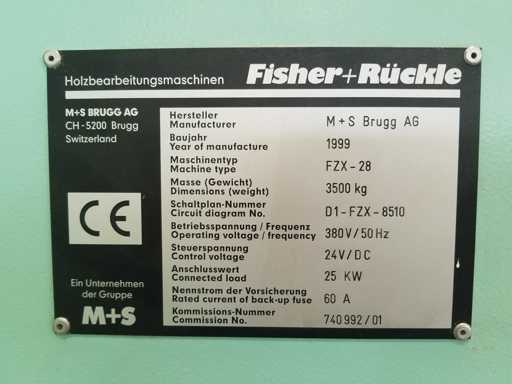 Holzbearbeitungsmaschinen Fisher+Rückle
M+S BRUGG AG
CH-5200 Brugg
Switzerland
CE
Ein Unternehmen
der Gruppe
M+S
Hersteller
Manufacturer M+S Brugg AG
Baujahr
Year of manufacture 1999
Maschinentyp
Machine type FZX-28
Masse (Gewicht)
Dimensions (weight) 3500 kg
Schaltplan-Nummer
Circuit diagram No. D1-FZX-8510
Betriebsspannung / Frequenz
Operating voltage / frequency 380V/50Hz
Steuerspannung
Control voltage 24V/DC
Anschlusswert
Connected load 25 KW
Nennstrom der Vorsicherung
Rated current of back-up fuse 60 A
Kommissions-Nummer
Commission No. 740992/01